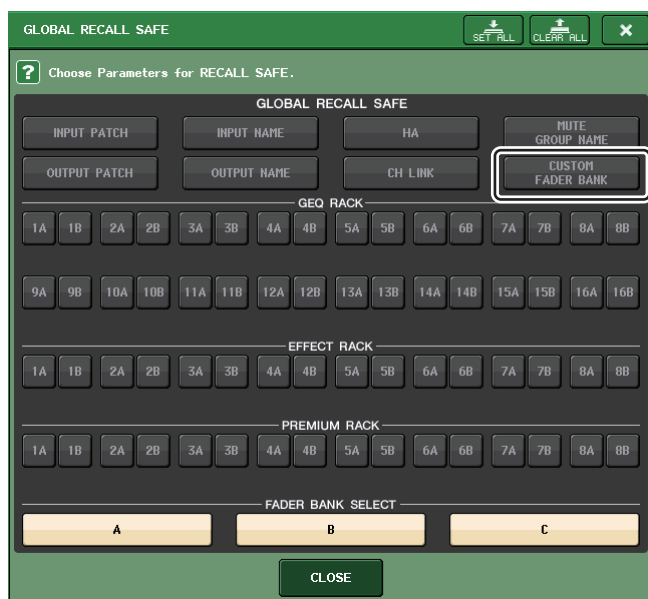 GLOBAL RECALL SAFE
SET ALL
CLEAR ALL
×
? Choose Parameters for RECALL SAFE.
GLOBAL RECALL SAFE
INPUT PATCH INPUT NAME HA MUTE GROUP NAME
OUTPUT PATCH OUTPUT NAME CH LINK CUSTOM FADER BANK
GEQ RACK
1A 1B 2A 2B 3A 3B 4A 4B 5A 5B 6A 6B 7A 7B 8A 8B
9A 9B 10A 10B 11A 11B 12A 12B 13A 13B 14A 14B 15A 15B 16A 16B
EFFECT RACK
1A 1B 2A 2B 3A 3B 4A 4B 5A 5B 6A 6B 7A 7B 8A 8B
PREMIUM RACK
1A 1B 2A 2B 3A 3B 4A 4B 5A 5B 6A 6B 7A 7B 8A 8B
FADER BANK SELECT
A B C
CLOSE